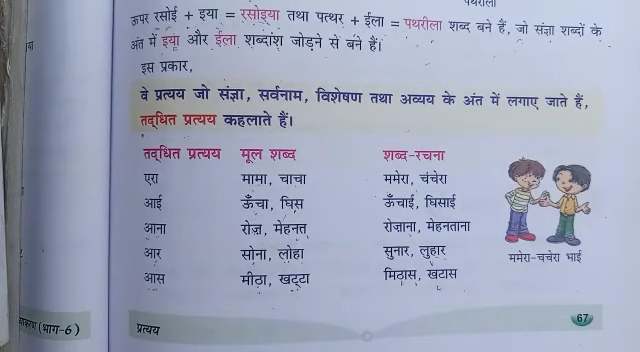 पथरीला
ऊपर रसोई + इया = रसोइया तथा पत्थर + ईला = पथरीला शब्द बने हैं, जो संज्ञा शब्दों के
अंत में इया और ईला शब्दांश जोड़ने से बने हैं।
इस प्रकार,
वे प्रत्यय जो संज्ञा, सर्वनाम, विशेषण तथा अव्यय के अंत में लगाए जाते हैं,
तद्धित प्रत्यय कहलाते हैं।
तद्धित प्रत्यय मूल शब्द शब्द-रचना
एरा मामा, चाचा ममेरा, चंचेरा
आई ऊँचा, घिस ऊँचाई, घिसाई
आना रोज़, मेहनत रोज़ाना, मेहनताना
आर सोना, लोहा सुनार, लुहार
आस मीठा, खट्टा मिठास, खटास
ममेरा-चचेरा भाई
(भाग-6)
प्रत्यय
67